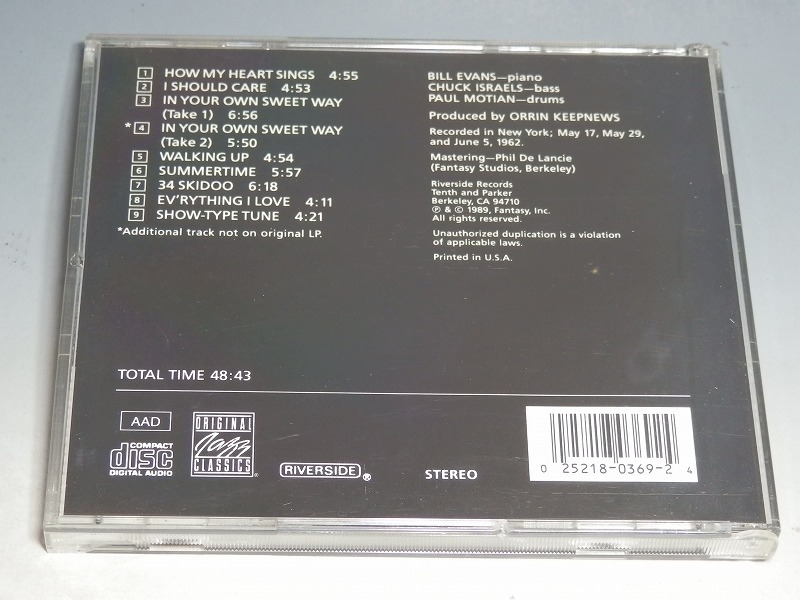 1 HOW MY HEART SINGS 4:55
2 I SHOULD CARE 4:53
3 IN YOUR OWN SWEET WAY
(Take 1) 6:56
*4 IN YOUR OWN SWEET WAY
(Take 2) 5:50
5 WALKING UP 4:54
6 SUMMERTIME 5:57
7 34 SKIDOO 6:18
8 EV'RYTHING I LOVE 4:11
9 SHOW-TYPE TUNE 4:21
*Additional track not on original LP.
BILL EVANS—piano
CHUCK ISRAELS—bass
PAUL MOTIAN—drums
Produced by ORRIN KEEPNEWS
Recorded in New York; May 17, May 29,
and June 5, 1962.
Mastering—Phil De Lancie
(Fantasy Studios, Berkeley)
Riverside Records
Tenth and Parker
Berkeley, CA 94710
℗ & © 1989, Fantasy, Inc.
All rights reserved.
Unauthorized duplication is a violation
of applicable laws.
Printed in U.S.A.
TOTAL TIME 48:43
AAD
COMPACT
disc
DIGITAL AUDIO
ORIGINAL
Jazz
CLASSICS®
RIVERSIDE®
STEREO
0 25218-0369-2 4